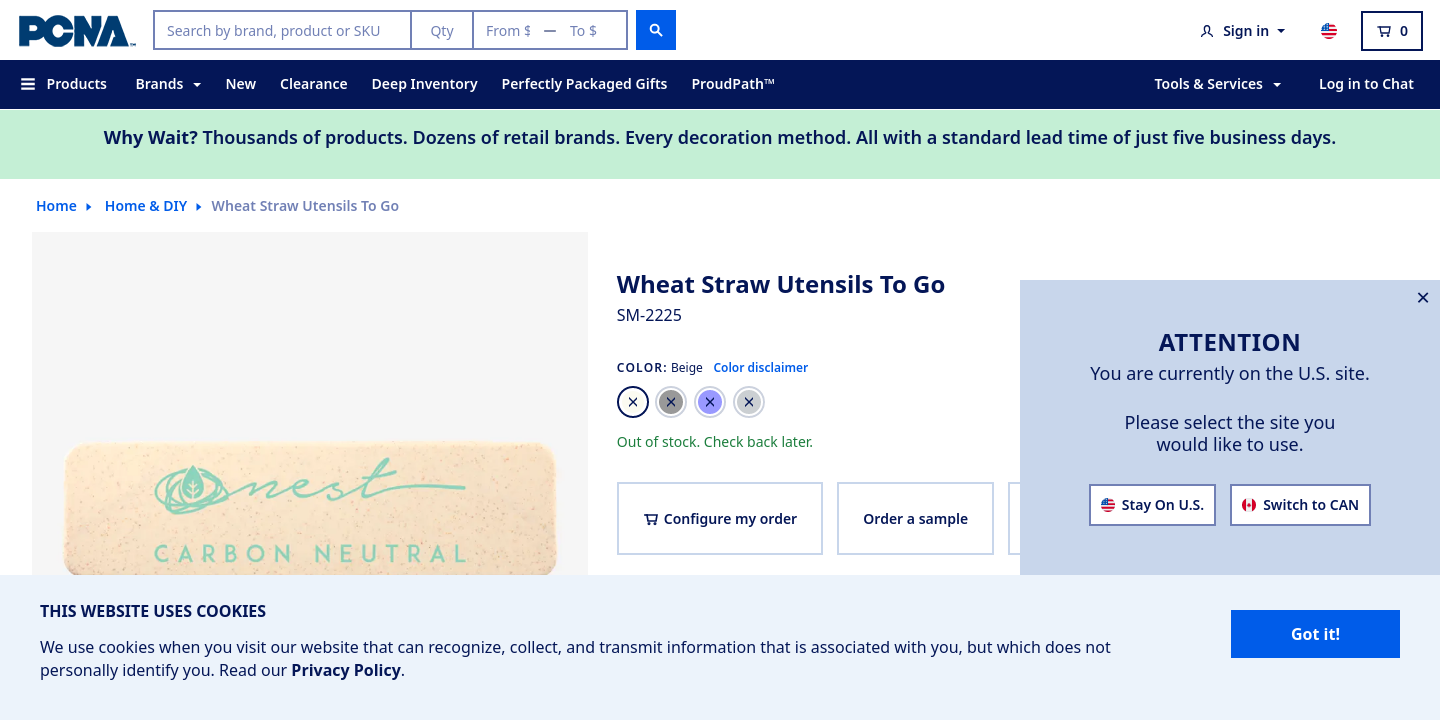 PCNA™
Search by brand, product or SKU
Qty
From $ — To $
Sign in
0
Products
Brands
New
Clearance
Deep Inventory
Perfectly Packaged Gifts
ProudPath™
Tools & Services
Log in to Chat
Why Wait? Thousands of products. Dozens of retail brands. Every decoration method. All with a standard lead time of just five business days.
Home
Home & DIY
Wheat Straw Utensils To Go
nest
CARBON NEUTRAL
Wheat Straw Utensils To Go
SM-2225
COLOR: Beige Color disclaimer
Out of stock. Check back later.
Configure my order
Order a sample
ATTENTION
You are currently on the U.S. site.
Please select the site you
would like to use.
Stay On U.S.
Switch to CAN
THIS WEBSITE USES COOKIES
We use cookies when you visit our website that can recognize, collect, and transmit information that is associated with you, but which does not
personally identify you. Read our Privacy Policy.
Got it!